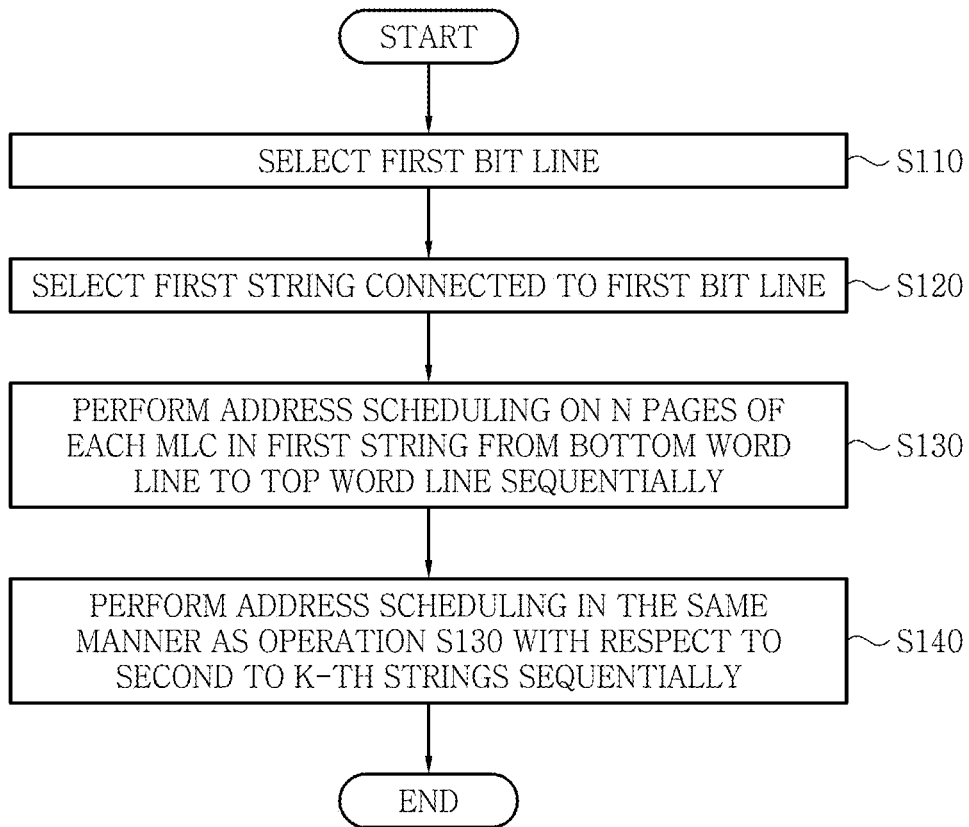 START
SELECT FIRST BIT LINE
S110
SELECT FIRST STRING CONNECTED TO FIRST BIT LINE
S120
PERFORM ADDRESS SCHEDULING ON N PAGES OF
EACH MLC IN FIRST STRING FROM BOTTOM WORD
LINE TO TOP WORD LINE SEQUENTIALLY
S130
PERFORM ADDRESS SCHEDULING IN THE SAME
MANNER AS OPERATION S130 WITH RESPECT TO
SECOND TO K-TH STRINGS SEQUENTIALLY
S140
END